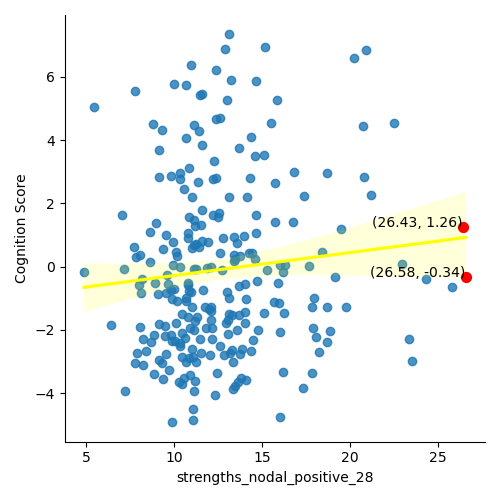 6
4
2
0
−2
−4
Cognition Score
(26.43, 1.26)
(26.58, -0.34)
5 10 15 20 25
strengths_nodal_positive_28